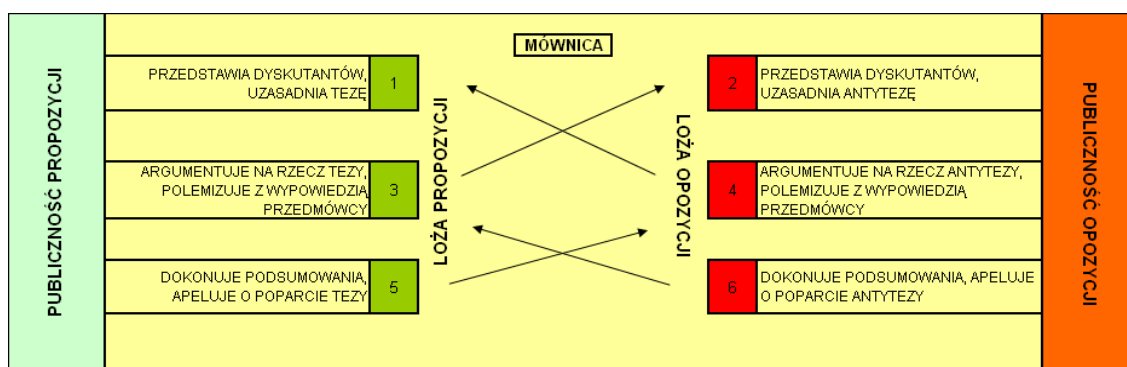 MÓWNICA
PUBLICZNOŚĆ PROPOZYCJI
PRZEDSTAWIA DYSKUTANTÓW,
UZASADNIA TEZĘ
1
2
PRZEDSTAWIA DYSKUTANTÓW,
UZASADNIA ANTYTEZĘ
LOŻA PROPOZYCJI
LOŻA OPOZYCJI
ARGUMENTUJE NA RZECZ TEZY,
POLEMIZUJE Z WYPOWIEDZIĄ
PRZEDMÓWCY
3
4
ARGUMENTUJE NA RZECZ ANTYTEZY,
POLEMIZUJE Z WYPOWIEDZIĄ
PRZEDMÓWCY
DOKONUJE PODSUMOWANIA,
APELUJE O POPARCIE TEZY
5
6
DOKONUJE PODSUMOWANIA, APELUJE
O POPARCIE ANTYTEZY
PUBLICZNOŚĆ OPOZYCJI